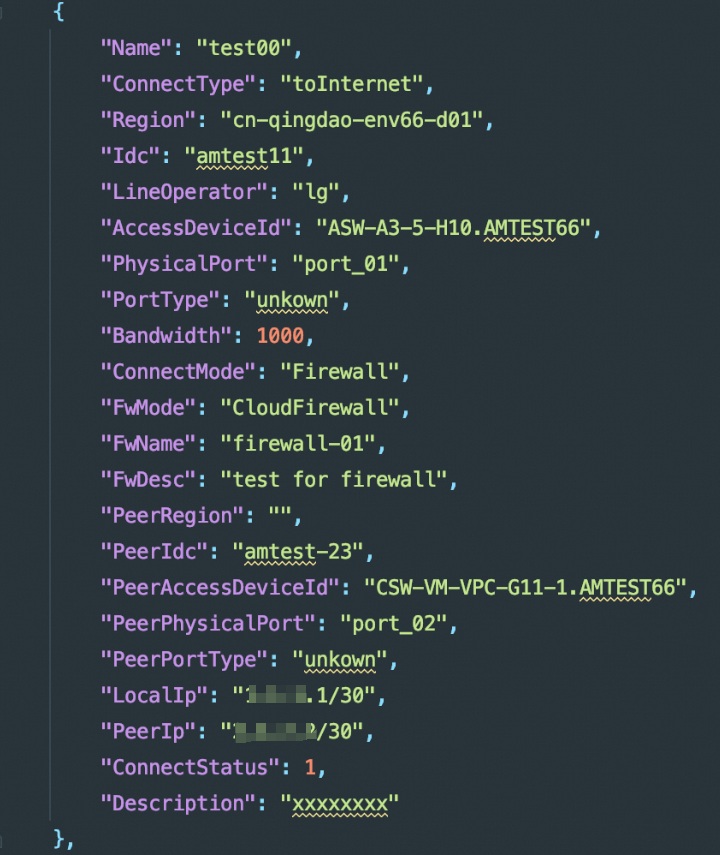 {
"Name": "test00",
"ConnectType": "toInternet",
"Region": "cn-qingdao-env66-d01",
"Idc": "amtest11",
"LineOperator": "lg",
"AccessDeviceId": "ASW-A3-5-H10.AMTEST66",
"PhysicalPort": "port_01",
"PortType": "unkown",
"Bandwidth": 1000,
"ConnectMode": "Firewall",
"FwMode": "CloudFirewall",
"FwName": "firewall-01",
"FwDesc": "test for firewall",
"PeerRegion": "",
"PeerIdc": "amtest-23",
"PeerAccessDeviceId": "CSW-VM-VPC-G11-1.AMTEST66",
"PeerPhysicalPort": "port_02",
"PeerPortType": "unkown",
"LocalIp": ".1/30",
"PeerIp": "/30",
"ConnectStatus": 1,
"Description": "xxxxxxxx"
},